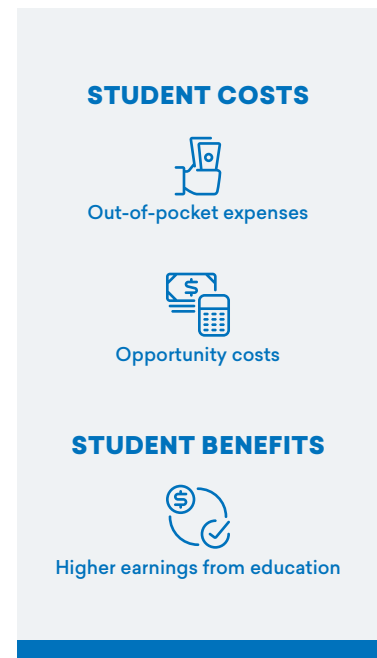 STUDENT COSTS
Out-of-pocket expenses
$
Opportunity costs
STUDENT BENEFITS
$
Higher earnings from education